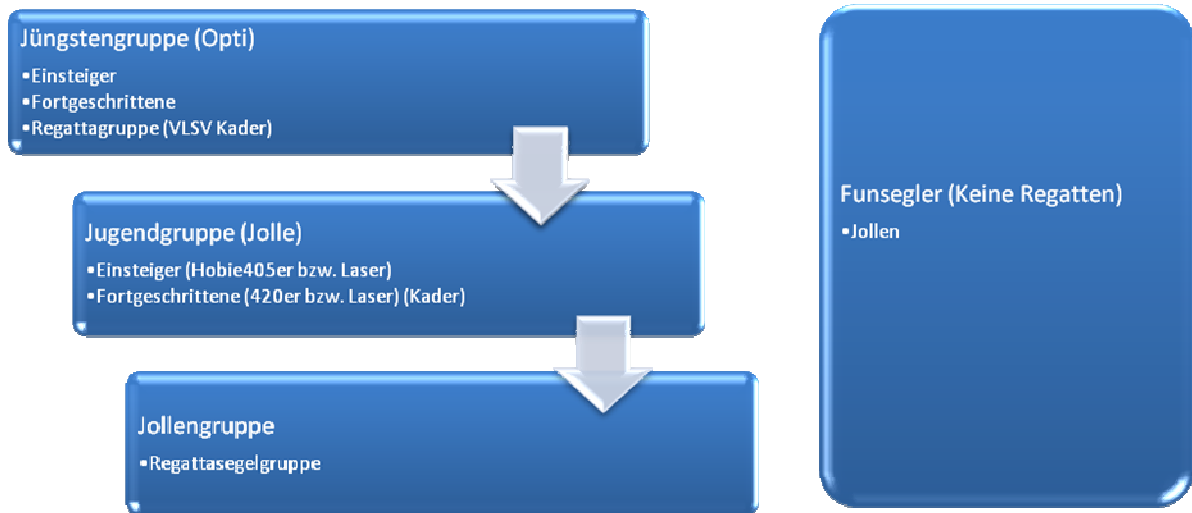 Jüngstengruppe (Opti)
▪Einsteiger
▪Fortgeschrittene
▪Regattagruppe (VLSV Kader)
Jugendgruppe (Jolle)
▪Einsteiger (Hobie405er bzw. Laser)
▪Fortgeschrittene (420er bzw. Laser) (Kader)
Jollengruppe
▪Regattasegelgruppe
Funsegler (Keine Regatten)
▪Jollen